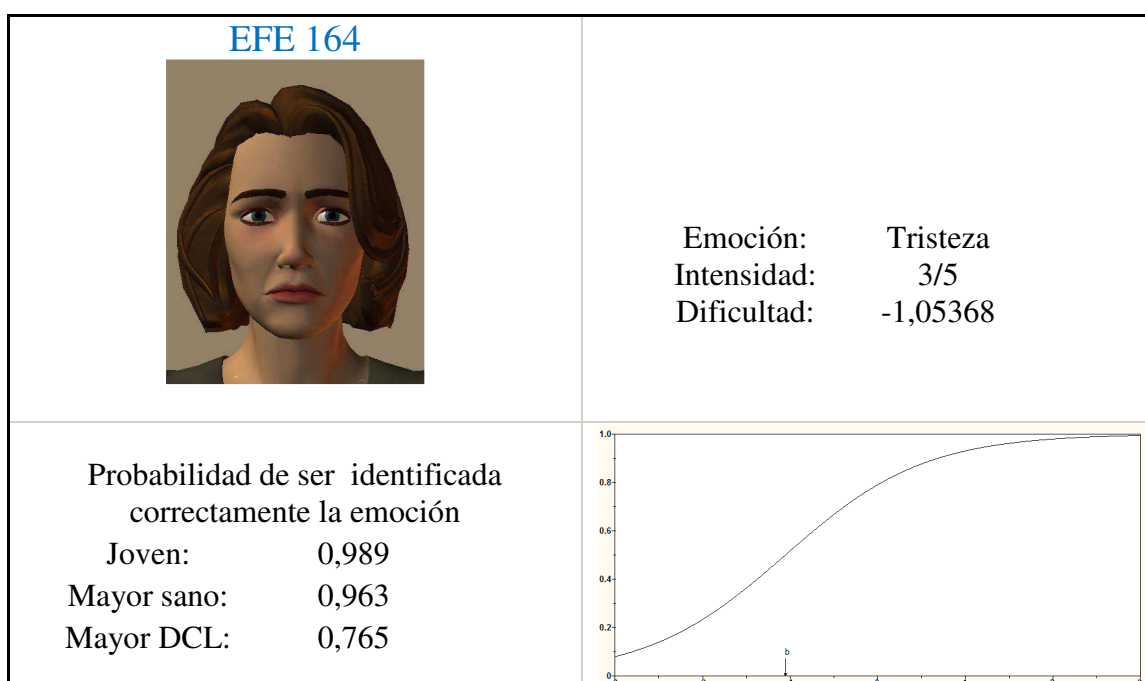 EFE 164
Emoción: Tristeza
Intensidad: 3/5
Dificultad: -1,05368
Probabilidad de ser identificada
correctamente la emoción
Joven: 0,989
Mayor sano: 0,963
Mayor DCL: 0,765
1.0
0.8
0.6
0.4
0.2
0
b